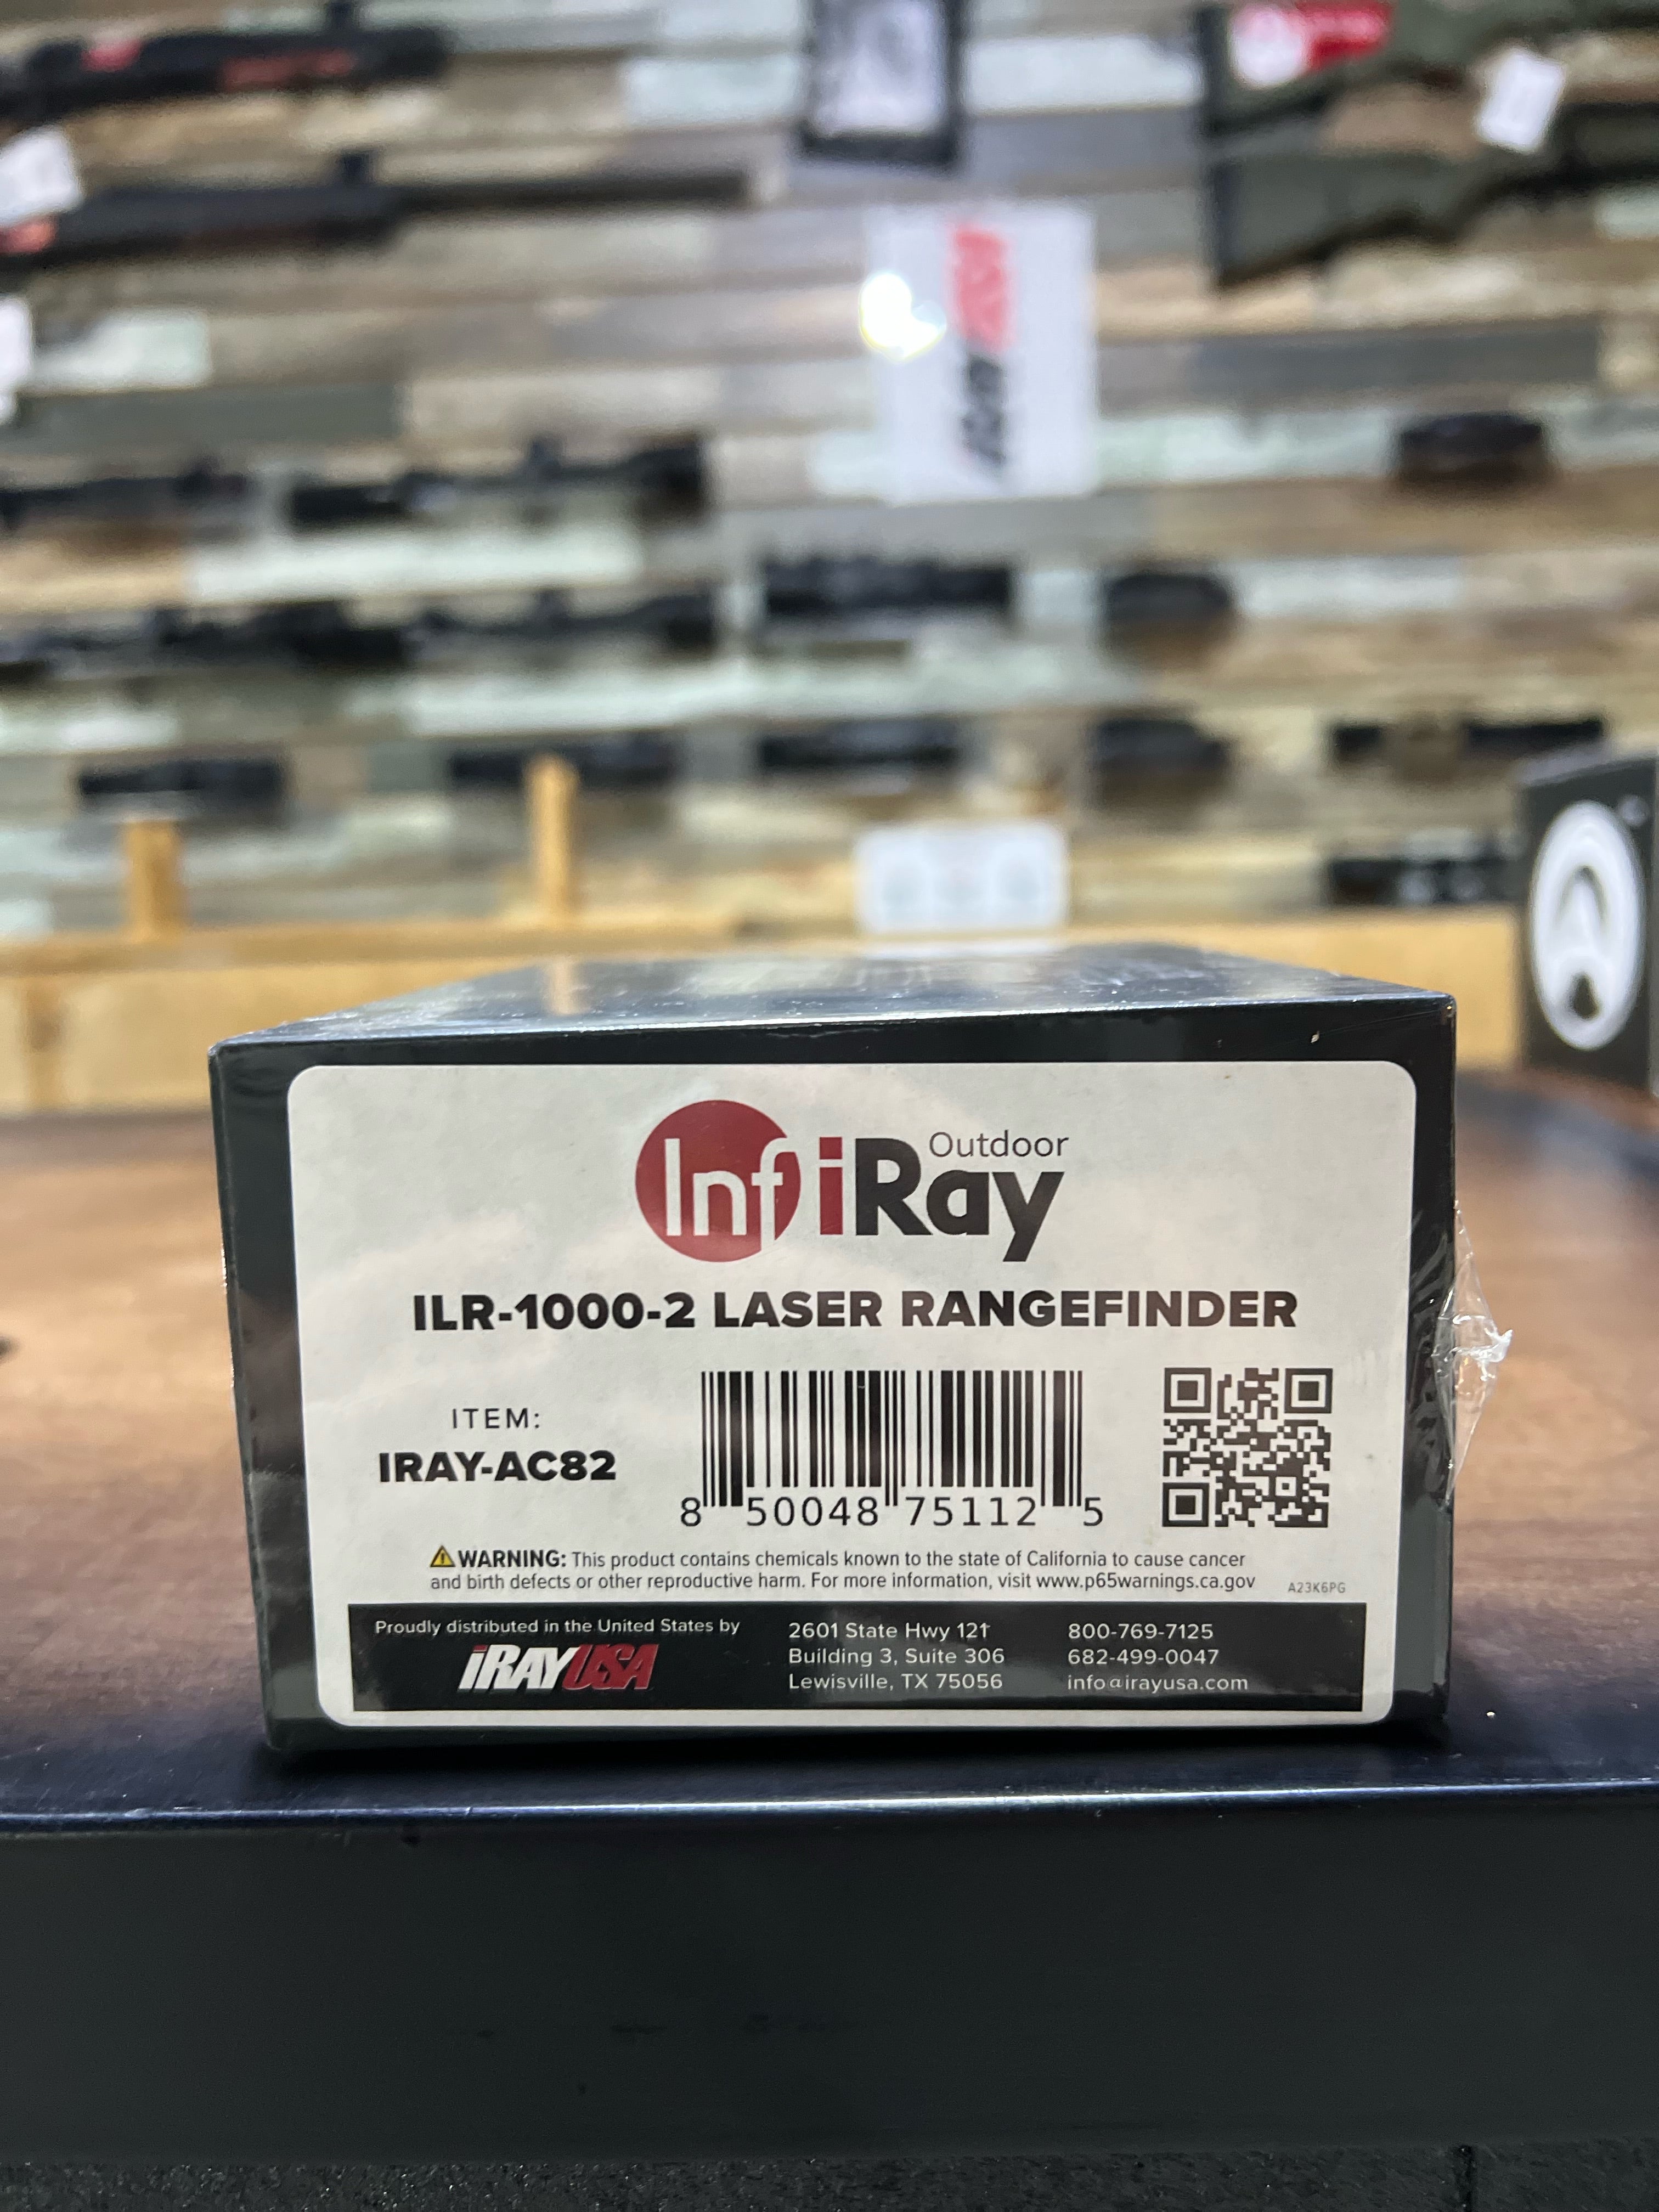 InfiRay Outdoor
ILR-1000-2 LASER RANGEFINDER
ITEM:
IRAY-AC82
8 50048 75112 5
WARNING: This product contains chemicals known to the state of California to cause cancer
and birth defects or other reproductive harm. For more information, visit www.p65warnings.ca.gov
A23K6PG
Proudly distributed in the United States by
iRAYUSA
2601 State Hwy 121
Building 3, Suite 306
Lewisville, TX 75056
800-769-7125
682-499-0047
info@irayusa.com